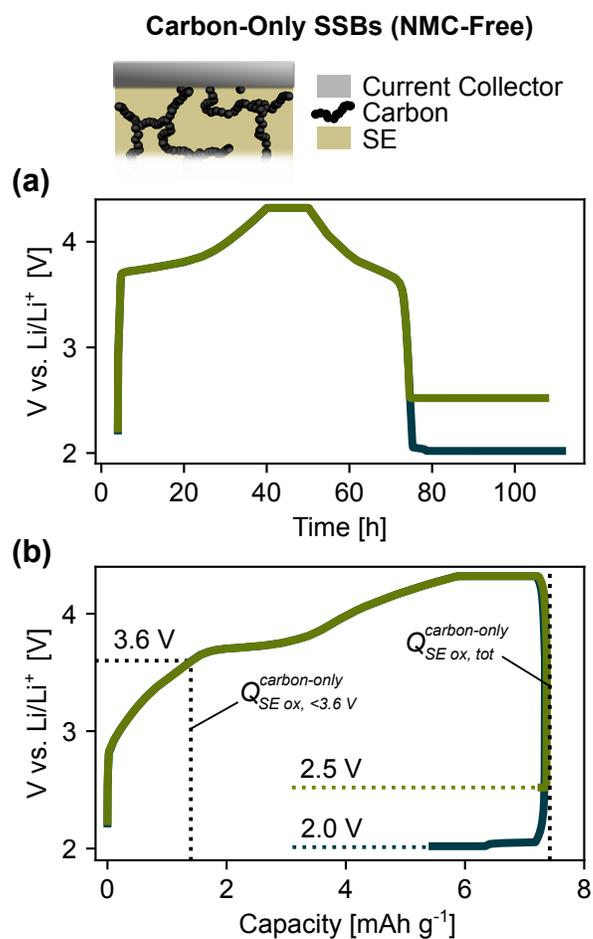 Carbon-Only SSBs (NMC-Free)
Current Collector
Carbon
SE
(a)
4
3
2
V vs. Li/Li⁺ [V]
0 20 40 60 80 100
Time [h]
(b)
4
3
2
V vs. Li/Li⁺ [V]
3.6 V
Q carbon-only SE ox, <3.6 V
Q carbon-only SE ox, tot
2.5 V
2.0 V
0 2 4 6 8
Capacity [mAh g⁻¹]